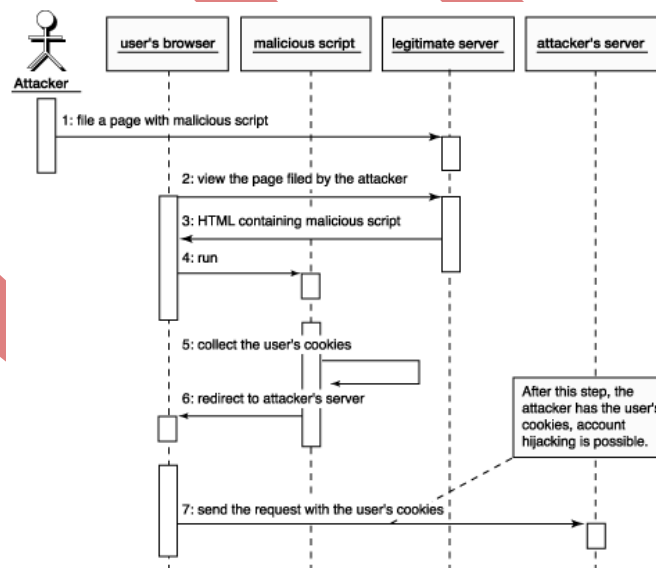 user's browser
malicious script
legitimate server
attacker's server
Attacker
1: file a page with malicious script
2: view the page filed by the attacker
3: HTML containing malicious script
4: run
5: collect the user's cookies
6: redirect to attacker's server
After this step, the
attacker has the user's
cookies, account
hijacking is possible.
7: send the request with the user's cookies